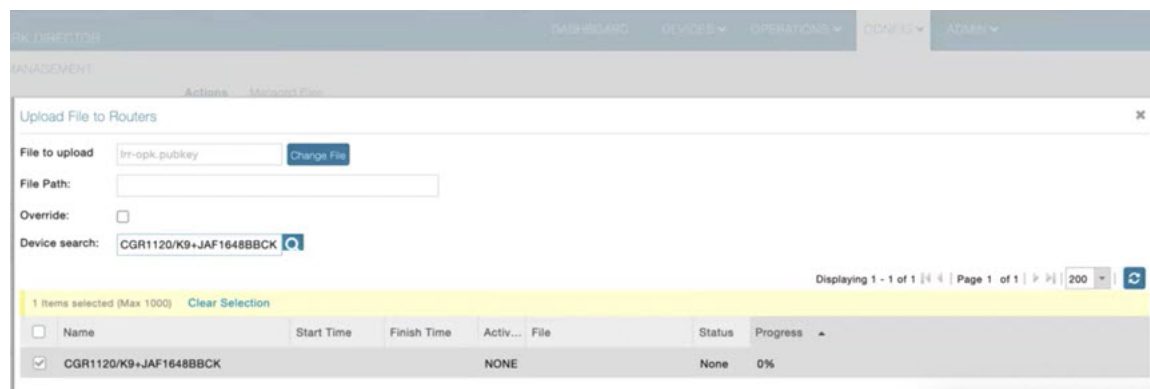 RK DIRECTOR
DASHBOARD DEVICES OPERATIONS CONFIG ADMIN
MANAGEMENT
Actions Managed Files
Upload File to Routers
File to upload lrr-opk.pubkey Change File
File Path:
Override:
Device search: CGR1120/K9+JAF1648BBCK
Displaying 1 - 1 of 1 Page 1 of 1 200
1 Items selected (Max 1000) Clear Selection
Name Start Time Finish Time Activ... File Status Progress
CGR1120/K9+JAF1648BBCK NONE None 0%